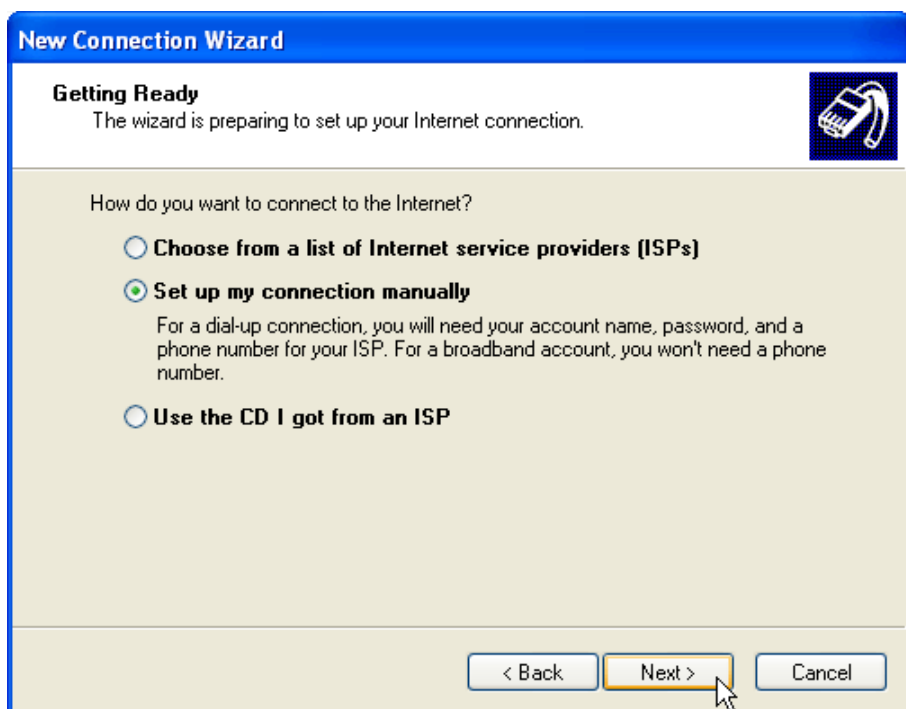 New Connection Wizard
Getting Ready
The wizard is preparing to set up your Internet connection.
How do you want to connect to the Internet?
Choose from a list of Internet service providers (ISPs)
Set up my connection manually
For a dial-up connection, you will need your account name, password, and a
phone number for your ISP. For a broadband account, you won't need a phone
number.
Use the CD I got from an ISP
< Back Next > Cancel